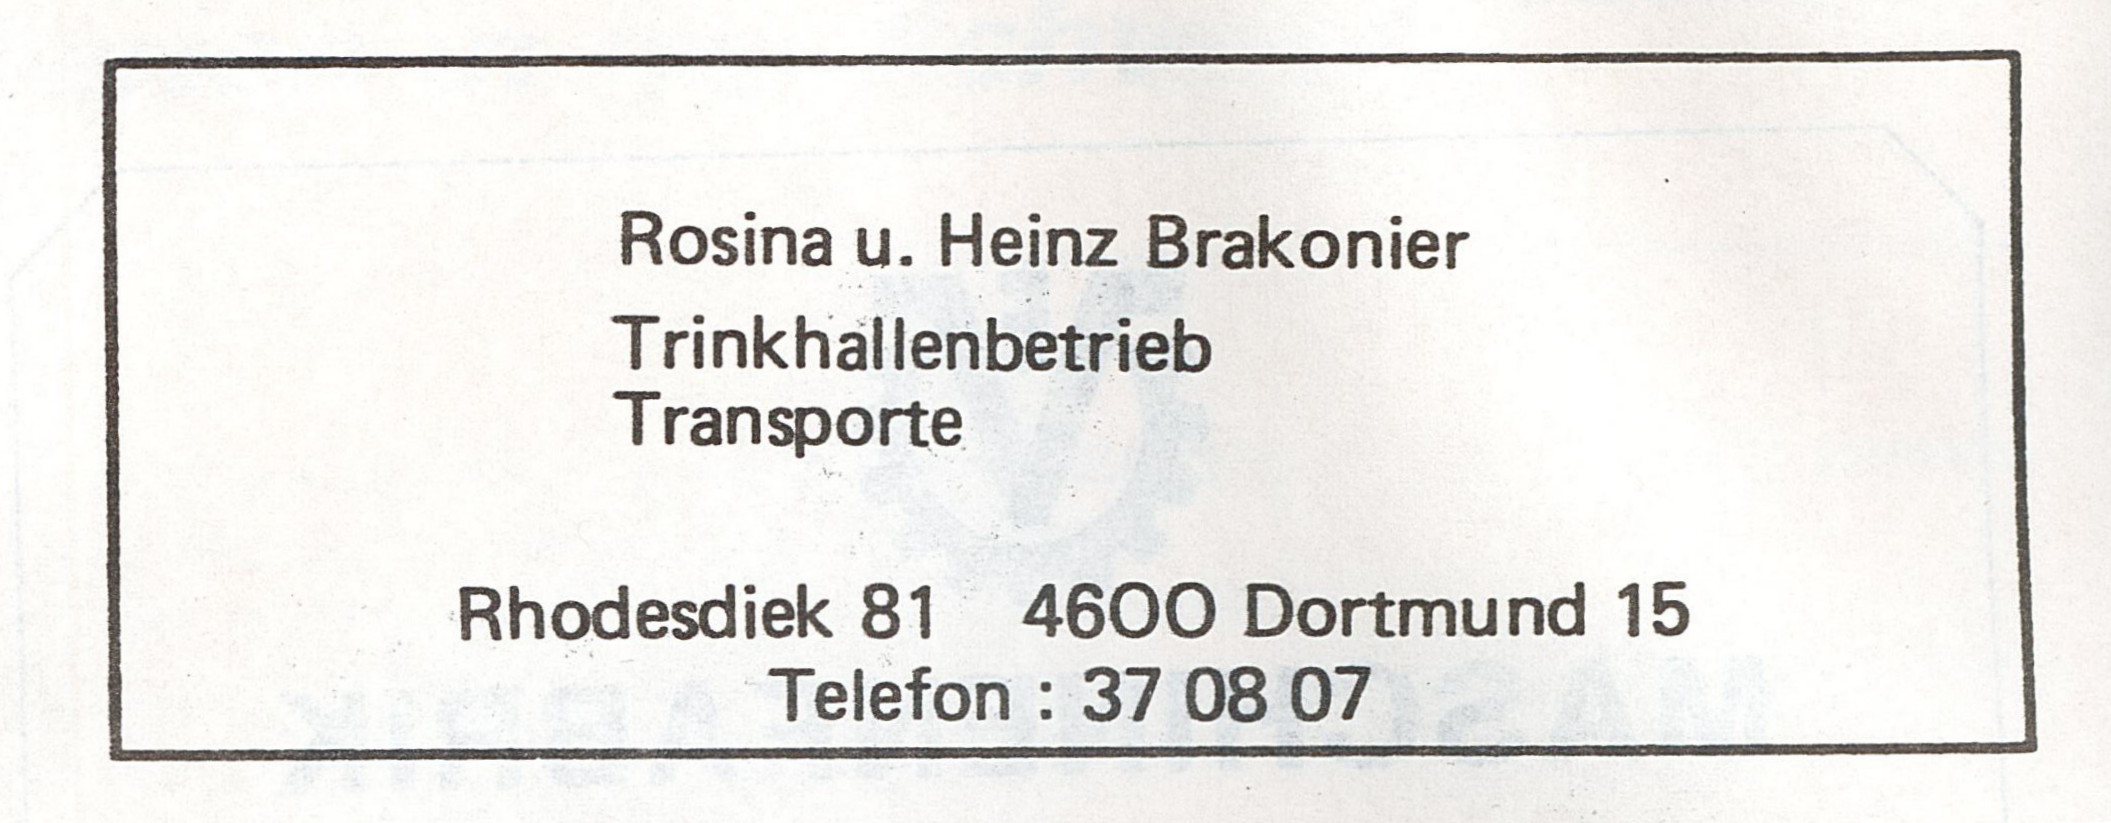 Rosina u. Heinz Brakonier
Trinkhallenbetrieb
Transporte
Rhodesdiek 81 4600 Dortmund 15
Telefon : 37 08 07